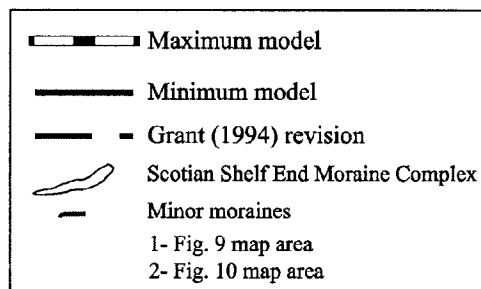 Maximum model
Minimum model
Grant (1994) revision
Scotian Shelf End Moraine Complex
Minor moraines
1- Fig. 9 map area
2- Fig. 10 map area